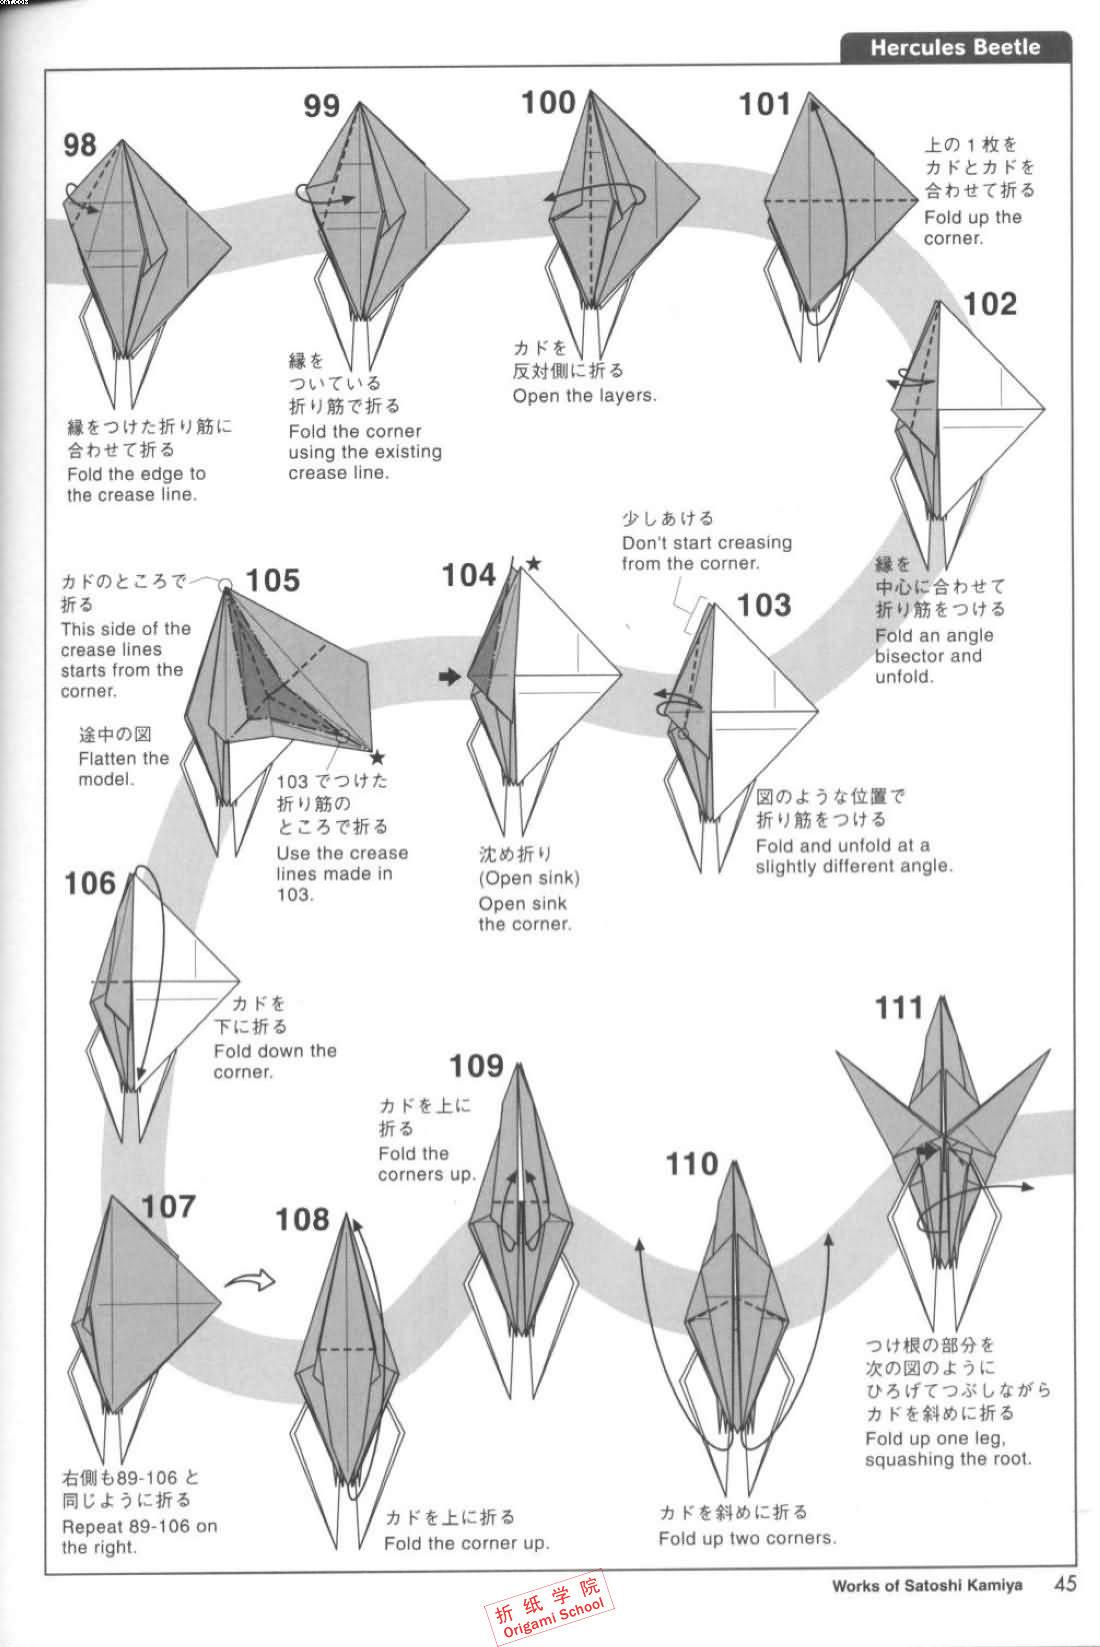 Hercules Beetle
98
縁をつけた折り筋に
合わせて折る
Fold the edge to
the crease line.
99
縁を
ついている
折り筋で折る
Fold the corner
using the existing
crease line.
100
カドを
反対側に折る
Open the layers.
101
上の1枚を
カドとカドを
合わせて折る
Fold up the
corner.
102
縁を
中心に合わせて
折り筋をつける
Fold an angle
bisector and
unfold.
103
少しあける
Don't start creasing
from the corner.
図のような位置で
折り筋をつける
Fold and unfold at a
slightly different angle.
104
★
沈め折り
(Open sink)
Open sink
the corner.
105
カドのところで
折る
This side of the
crease lines
starts from the
corner.
途中の図
Flatten the
model.
★
103でつけた
折り筋の
ところで折る
Use the crease
lines made in
103.
106
カドを
下に折る
Fold down the
corner.
107
右側も89-106と
同じように折る
Repeat 89-106 on
the right.
108
カドを上に折る
Fold the corner up.
109
カドを上に
折る
Fold the
corners up.
110
カドを斜めに折る
Fold up two corners.
111
つけ根の部分を
次の図のように
ひろげてつぶしながら
カドを斜めに折る
Fold up one leg,
squashing the root.
Works of Satoshi Kamiya 45
折纸学院
Origami School